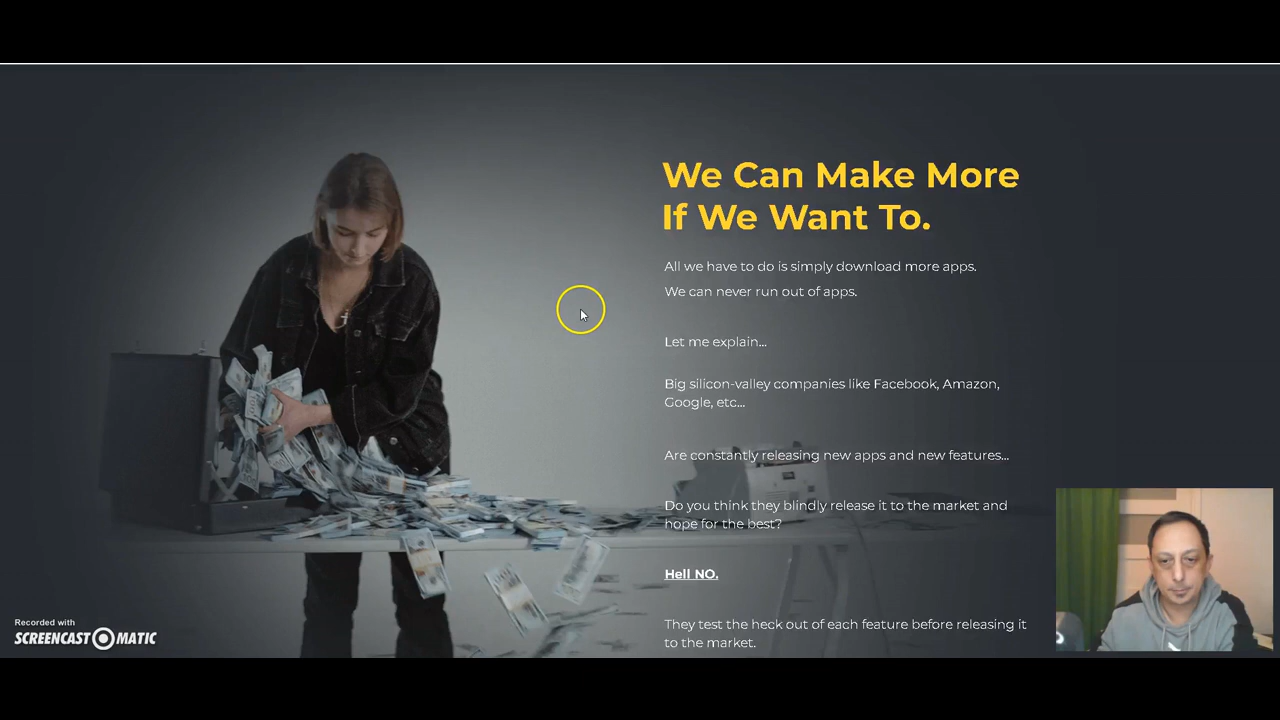 We Can Make More
If We Want To.
All we have to do is simply download more apps.
We can never run out of apps.
Let me explain...
Big silicon-valley companies like Facebook, Amazon,
Google, etc...
Are constantly releasing new apps and new features...
Do you think they blindly release it to the market and
hope for the best?
Hell NO.
They test the heck out of each feature before releasing it
to the market.
Recorded with
SCREENCAST MATIC